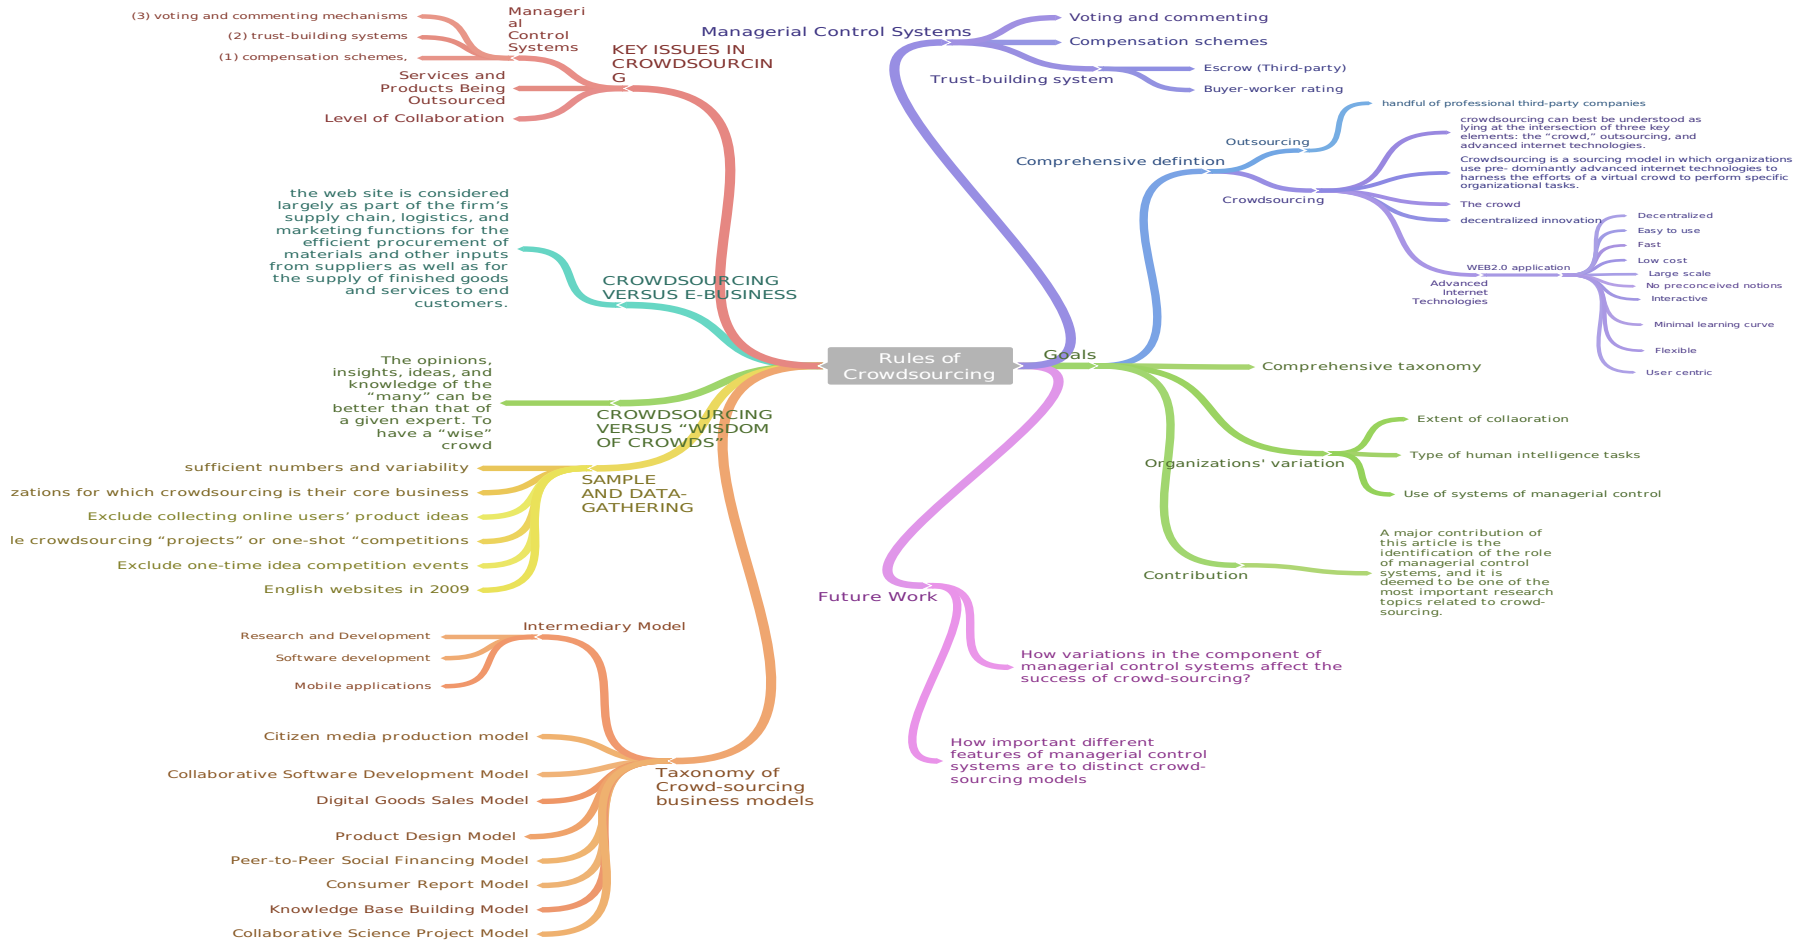 Rules of
Crowdsourcing
(3) voting and commenting mechanisms
(2) trust-building systems
(1) compensation schemes,
Manageri
al
Control
Systems
Services and
Products Being
Outsourced
Level of Collaboration
KEY ISSUES IN
CROWDSOURCIN
G
the web site is considered
largely as part of the firm’s
supply chain, logistics, and
marketing functions for the
efficient procurement of
materials and other inputs
from suppliers as well as for
the supply of finished goods
and services to end
customers.
CROWDSOURCING
VERSUS E-BUSINESS
The opinions,
insights, ideas, and
knowledge of the
“many” can be
better than that of
a given expert. To
have a “wise”
crowd
CROWDSOURCING
VERSUS “WISDOM
OF CROWDS”
sufficient numbers and variability
zations for which crowdsourcing is their core business
Exclude collecting online users’ product ideas
le crowdsourcing “projects” or one-shot “competitions
Exclude one-time idea competition events
English websites in 2009
SAMPLE
AND DATA-
GATHERING
Intermediary Model
Research and Development
Software development
Mobile applications
Citizen media production model
Collaborative Software Development Model
Digital Goods Sales Model
Product Design Model
Peer-to-Peer Social Financing Model
Consumer Report Model
Knowledge Base Building Model
Collaborative Science Project Model
Taxonomy of
Crowd-sourcing
business models
Managerial Control Systems
Voting and commenting
Compensation schemes
Trust-building system
Escrow (Third-party)
Buyer-worker rating
Goals
Comprehensive defintion
Outsourcing
handful of professional third-party companies
Crowdsourcing
crowdsourcing can best be understood as
lying at the intersection of three key
elements: the “crowd,” outsourcing, and
advanced internet technologies.
Crowdsourcing is a sourcing model in which organizations
use pre- dominantly advanced internet technologies to
harness the efforts of a virtual crowd to perform specific
organizational tasks.
The crowd
decentralized innovation
Advanced
Internet
Technologies
WEB2.0 application
Decentralized
Easy to use
Fast
Low cost
Large scale
No preconceived notions
Interactive
Minimal learning curve
Flexible
User centric
Comprehensive taxonomy
Organizations' variation
Extent of collaoration
Type of human intelligence tasks
Use of systems of managerial control
Contribution
A major contribution of
this article is the
identification of the role
of managerial control
systems, and it is
deemed to be one of the
most important research
topics related to crowd-
sourcing.
Future Work
How variations in the component of
managerial control systems affect the
success of crowd-sourcing?
How important different
features of managerial control
systems are to distinct crowd-
sourcing models